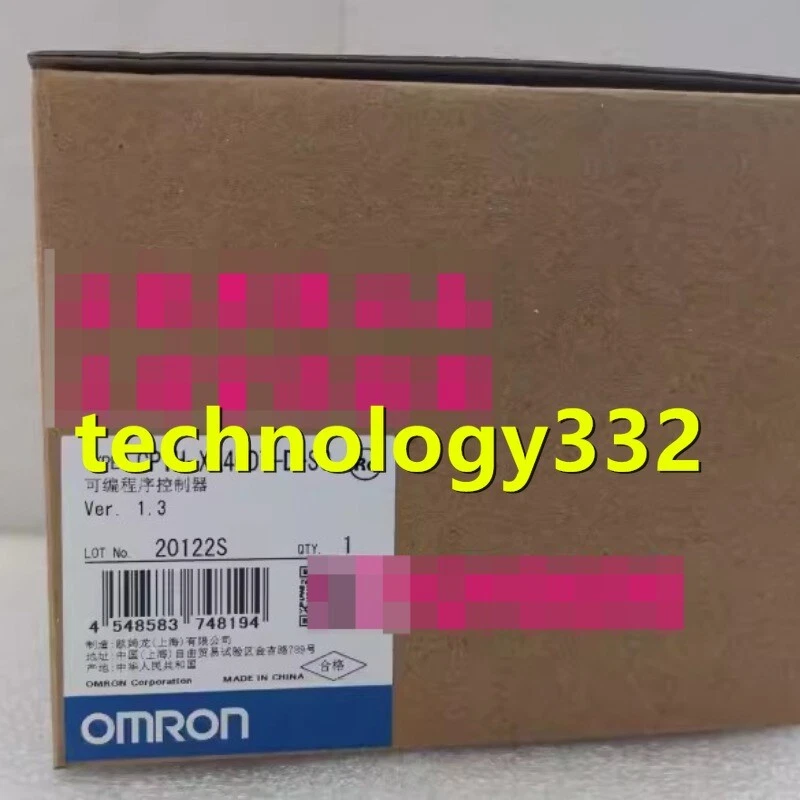 technology332
可编程序控制器
Ver. 1.3
LOT No. 20122S QTY. 1
4 548583 748194
制造: 欧姆龙(上海)有限公司
地址: 中国(上海)自由贸易试验区金吉路789号
产地: 中华人民共和国
合格
OMRON Corporation MADE IN CHINA
OMRON